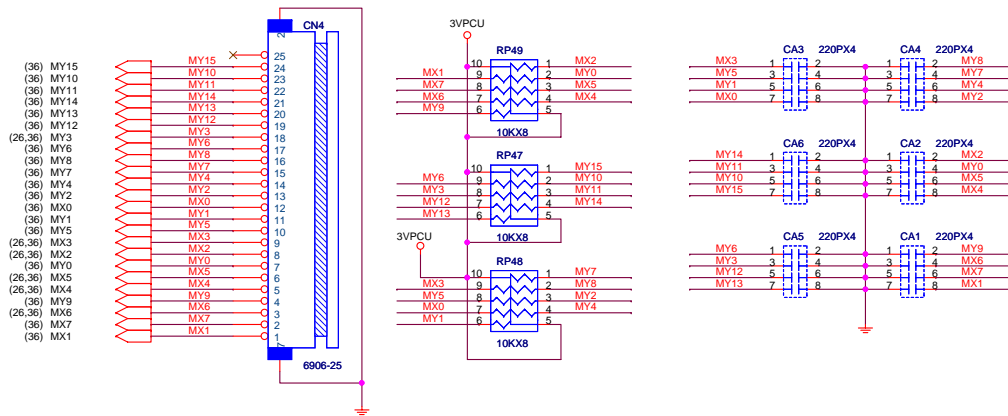 CN4
25
(36) MY15 MY15 24
(36) MY10 MY10 23
(36) MY11 MY11 22
(36) MY14 MY14 21
(36) MY13 MY13 20
(36) MY12 MY12 19
(26,36) MY3 MY3 18
(36) MY6 MY6 17
(36) MY8 MY8 16
(36) MY7 MY7 15
(36) MY4 MY4 14
(36) MY2 MY2 13
(36) MX0 MX0 12
(36) MY1 MY1 11
(36) MY5 MY5 10
(26,36) MX3 MX3 9
(26,36) MX2 MX2 8
(36) MY0 MY0 7
(26,36) MX5 MX5 6
(26,36) MX4 MX4 5
(36) MY9 MY9 4
(26,36) MX6 MX6 3
(36) MX7 MX7 2
(36) MX1 MX1 1
6906-25
3VPCU
RP49
10 1 MX2
MX1 9 2 MY0
MX7 8 3 MX5
MX6 7 4 MX4
MY9 6 5
10KX8
RP47
10 1 MY15
MY6 9 2 MY10
MY3 8 3 MY11
MY12 7 4 MY14
MY13 6 5
10KX8
3VPCU
RP48
10 1 MY7
MX3 9 2 MY8
MY5 8 3 MY2
MX0 7 4 MY4
MY1 6 5
10KX8
CA3 220PX4 CA4 220PX4
MX3 1 2 1 2 MY8
MY5 3 4 3 4 MY7
MY1 5 6 5 6 MY4
MX0 7 8 7 8 MY2
CA6 220PX4 CA2 220PX4
MY14 1 2 1 2 MX2
MY11 3 4 3 4 MY0
MY10 5 6 5 6 MX5
MY15 7 8 7 8 MX4
CA5 220PX4 CA1 220PX4
MY6 1 2 1 2 MY9
MY3 3 4 3 4 MX6
MY12 5 6 5 6 MX7
MY13 7 8 7 8 MX1